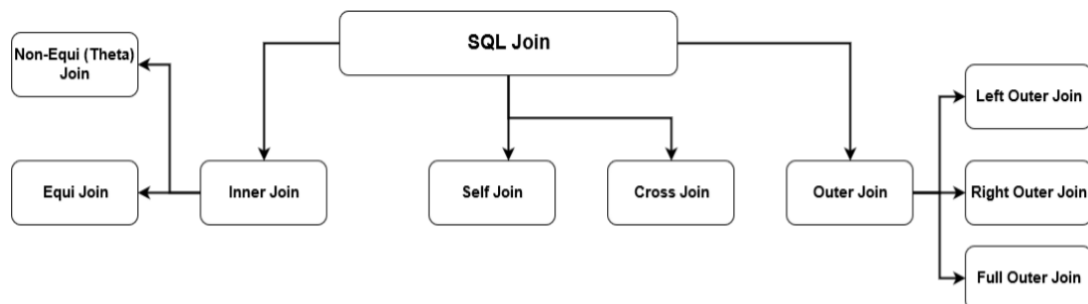 SQL Join
Non-Equi (Theta)
Join
Left Outer Join
Equi Join
Inner Join
Self Join
Cross Join
Outer Join
Right Outer Join
Full Outer Join